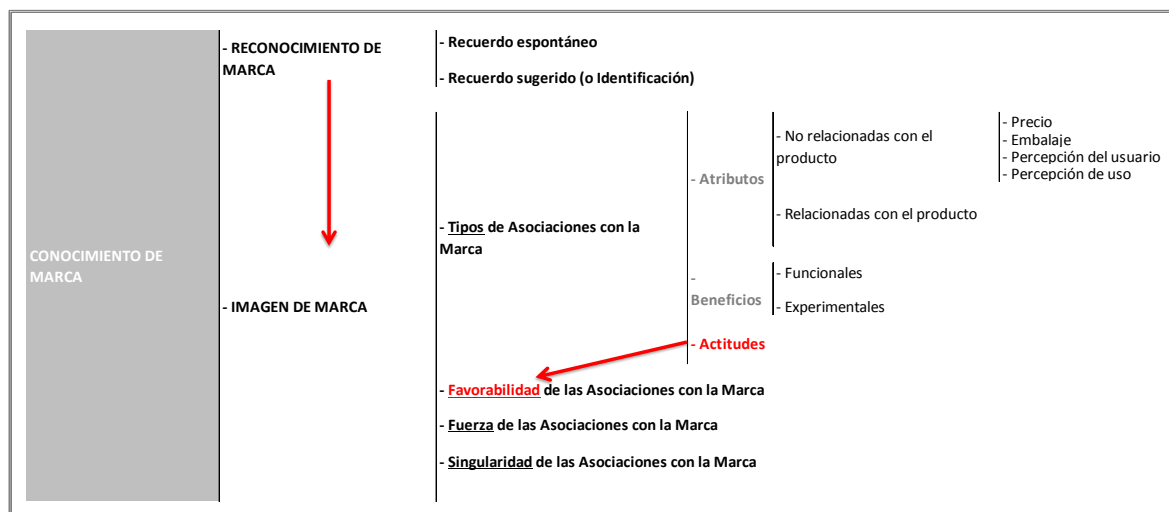 CONOCIMIENTO DE
MARCA
- RECONOCIMIENTO DE
MARCA
- Recuerdo espontáneo
- Recuerdo sugerido (o Identificación)
- IMAGEN DE MARCA
- Tipos de Asociaciones con la
Marca
- Atributos
- No relacionadas con el
producto
- Precio
- Embalaje
- Percepción del usuario
- Percepción de uso
- Relacionadas con el producto
-
Beneficios
- Funcionales
- Experimentales
- Actitudes
- Favorabilidad de las Asociaciones con la Marca
- Fuerza de las Asociaciones con la Marca
- Singularidad de las Asociaciones con la Marca